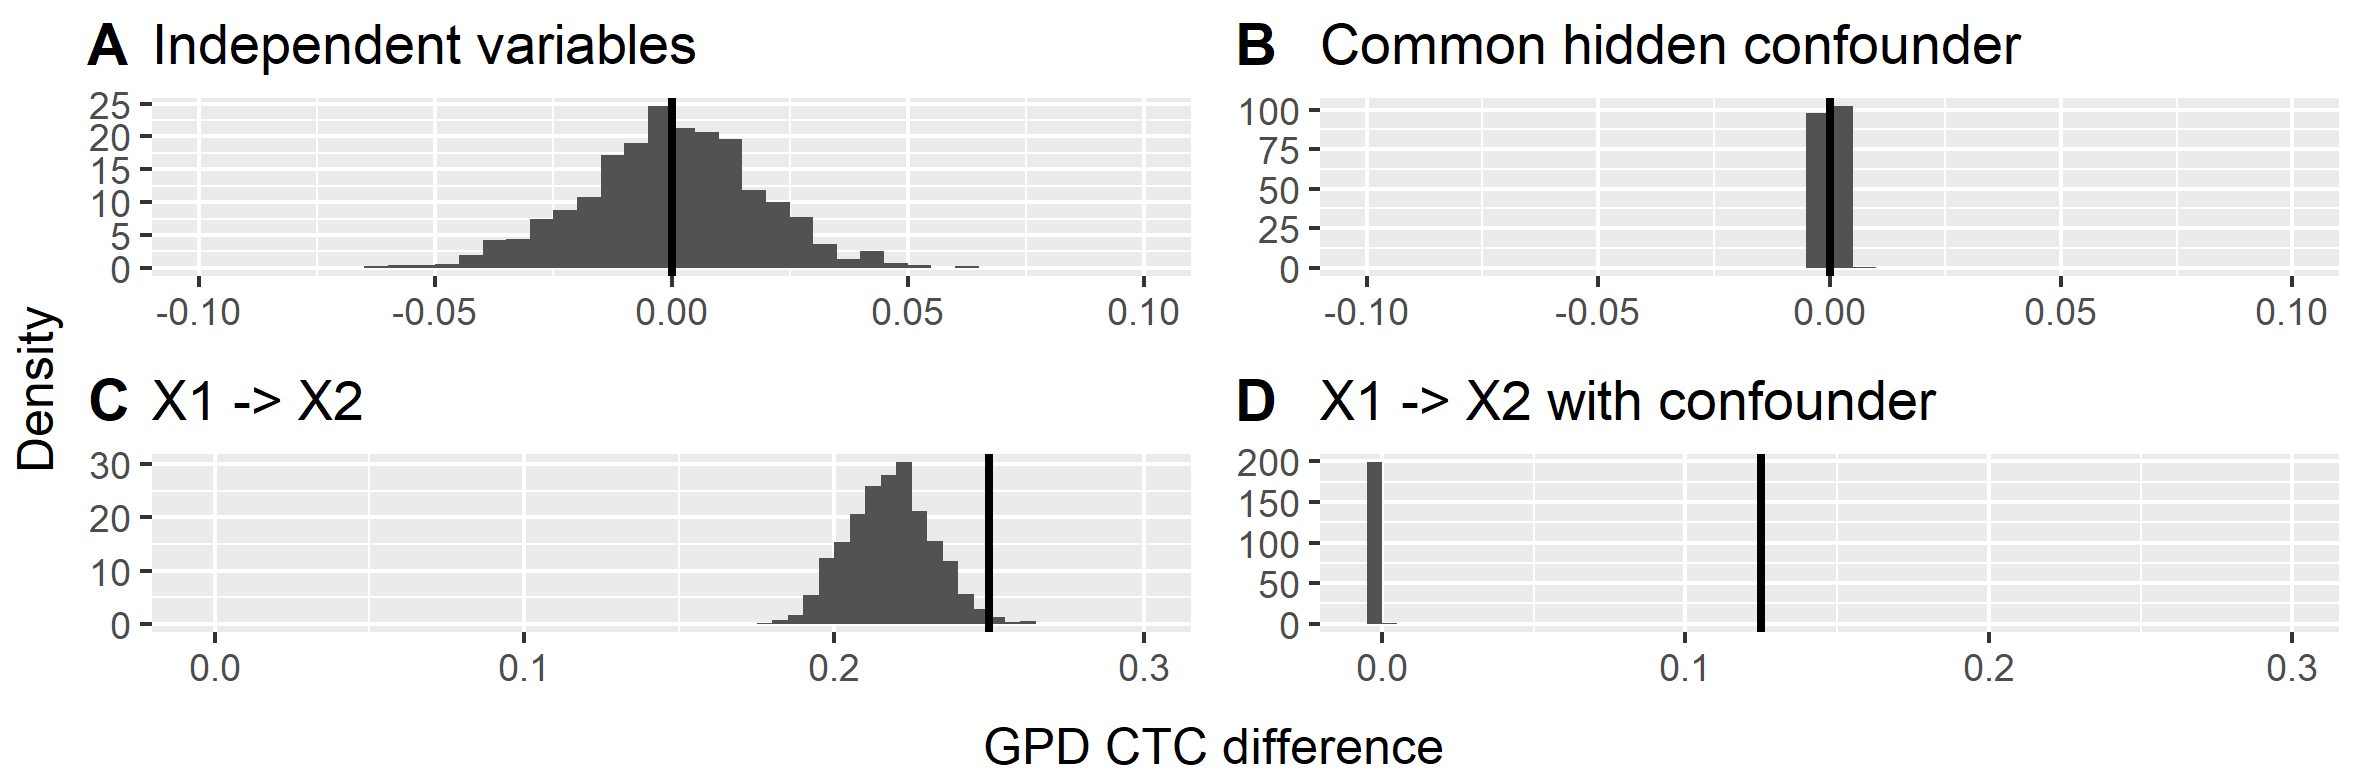 A Independent variables
25
20
15
10
5
0
-0.10 -0.05 0.00 0.05 0.10
B Common hidden confounder
100
75
50
25
0
-0.10 -0.05 0.00 0.05 0.10
Density
C X1 -> X2
30
20
10
0
0.0 0.1 0.2 0.3
D X1 -> X2 with confounder
200
150
100
50
0
0.0 0.1 0.2 0.3
GPD CTC difference